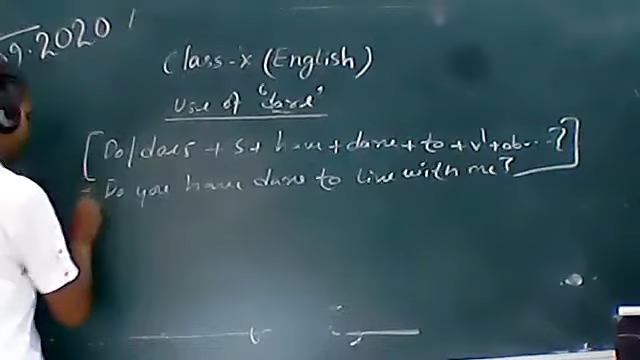 9.2020
Class-X (English)
Use of "dare"
[Do/does + S + have + dare + to + v¹ + ob...?]
- Do you have dare to live with me?